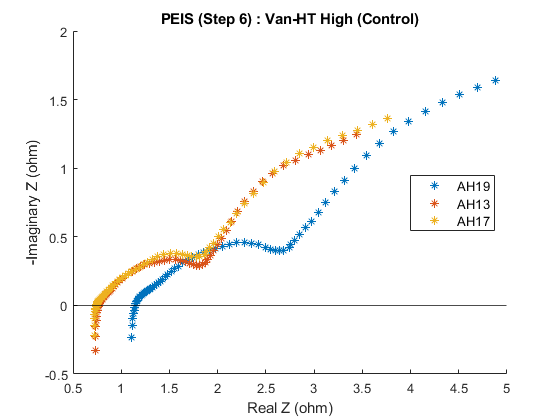 PEIS (Step 6) : Van-HT High (Control)
2
1.5
1
0.5
0
-0.5
-Imaginary Z (ohm)
AH19
AH13
AH17
0.5 1 1.5 2 2.5 3 3.5 4 4.5 5
Real Z (ohm)